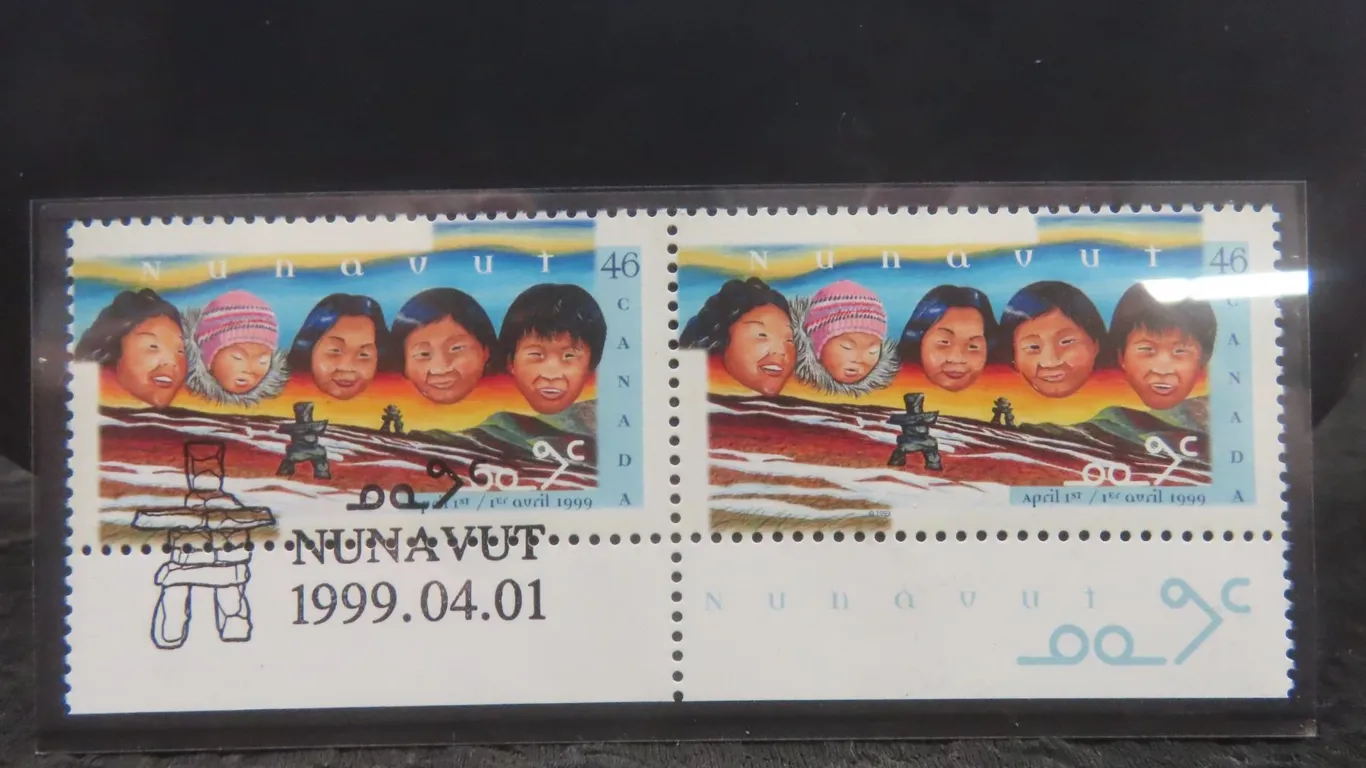 Nunavut 46
CANADA
ᓄᓇᕗᑦ
April 1st / 1er avril 1999
ᓄᓇᕗᑦ
NUNAVUT
1999.04.01
Nunavut 46
CANADA
ᓄᓇᕗᑦ
April 1st / 1er avril 1999
Nunavut
ᓄᓇᕗᑦ